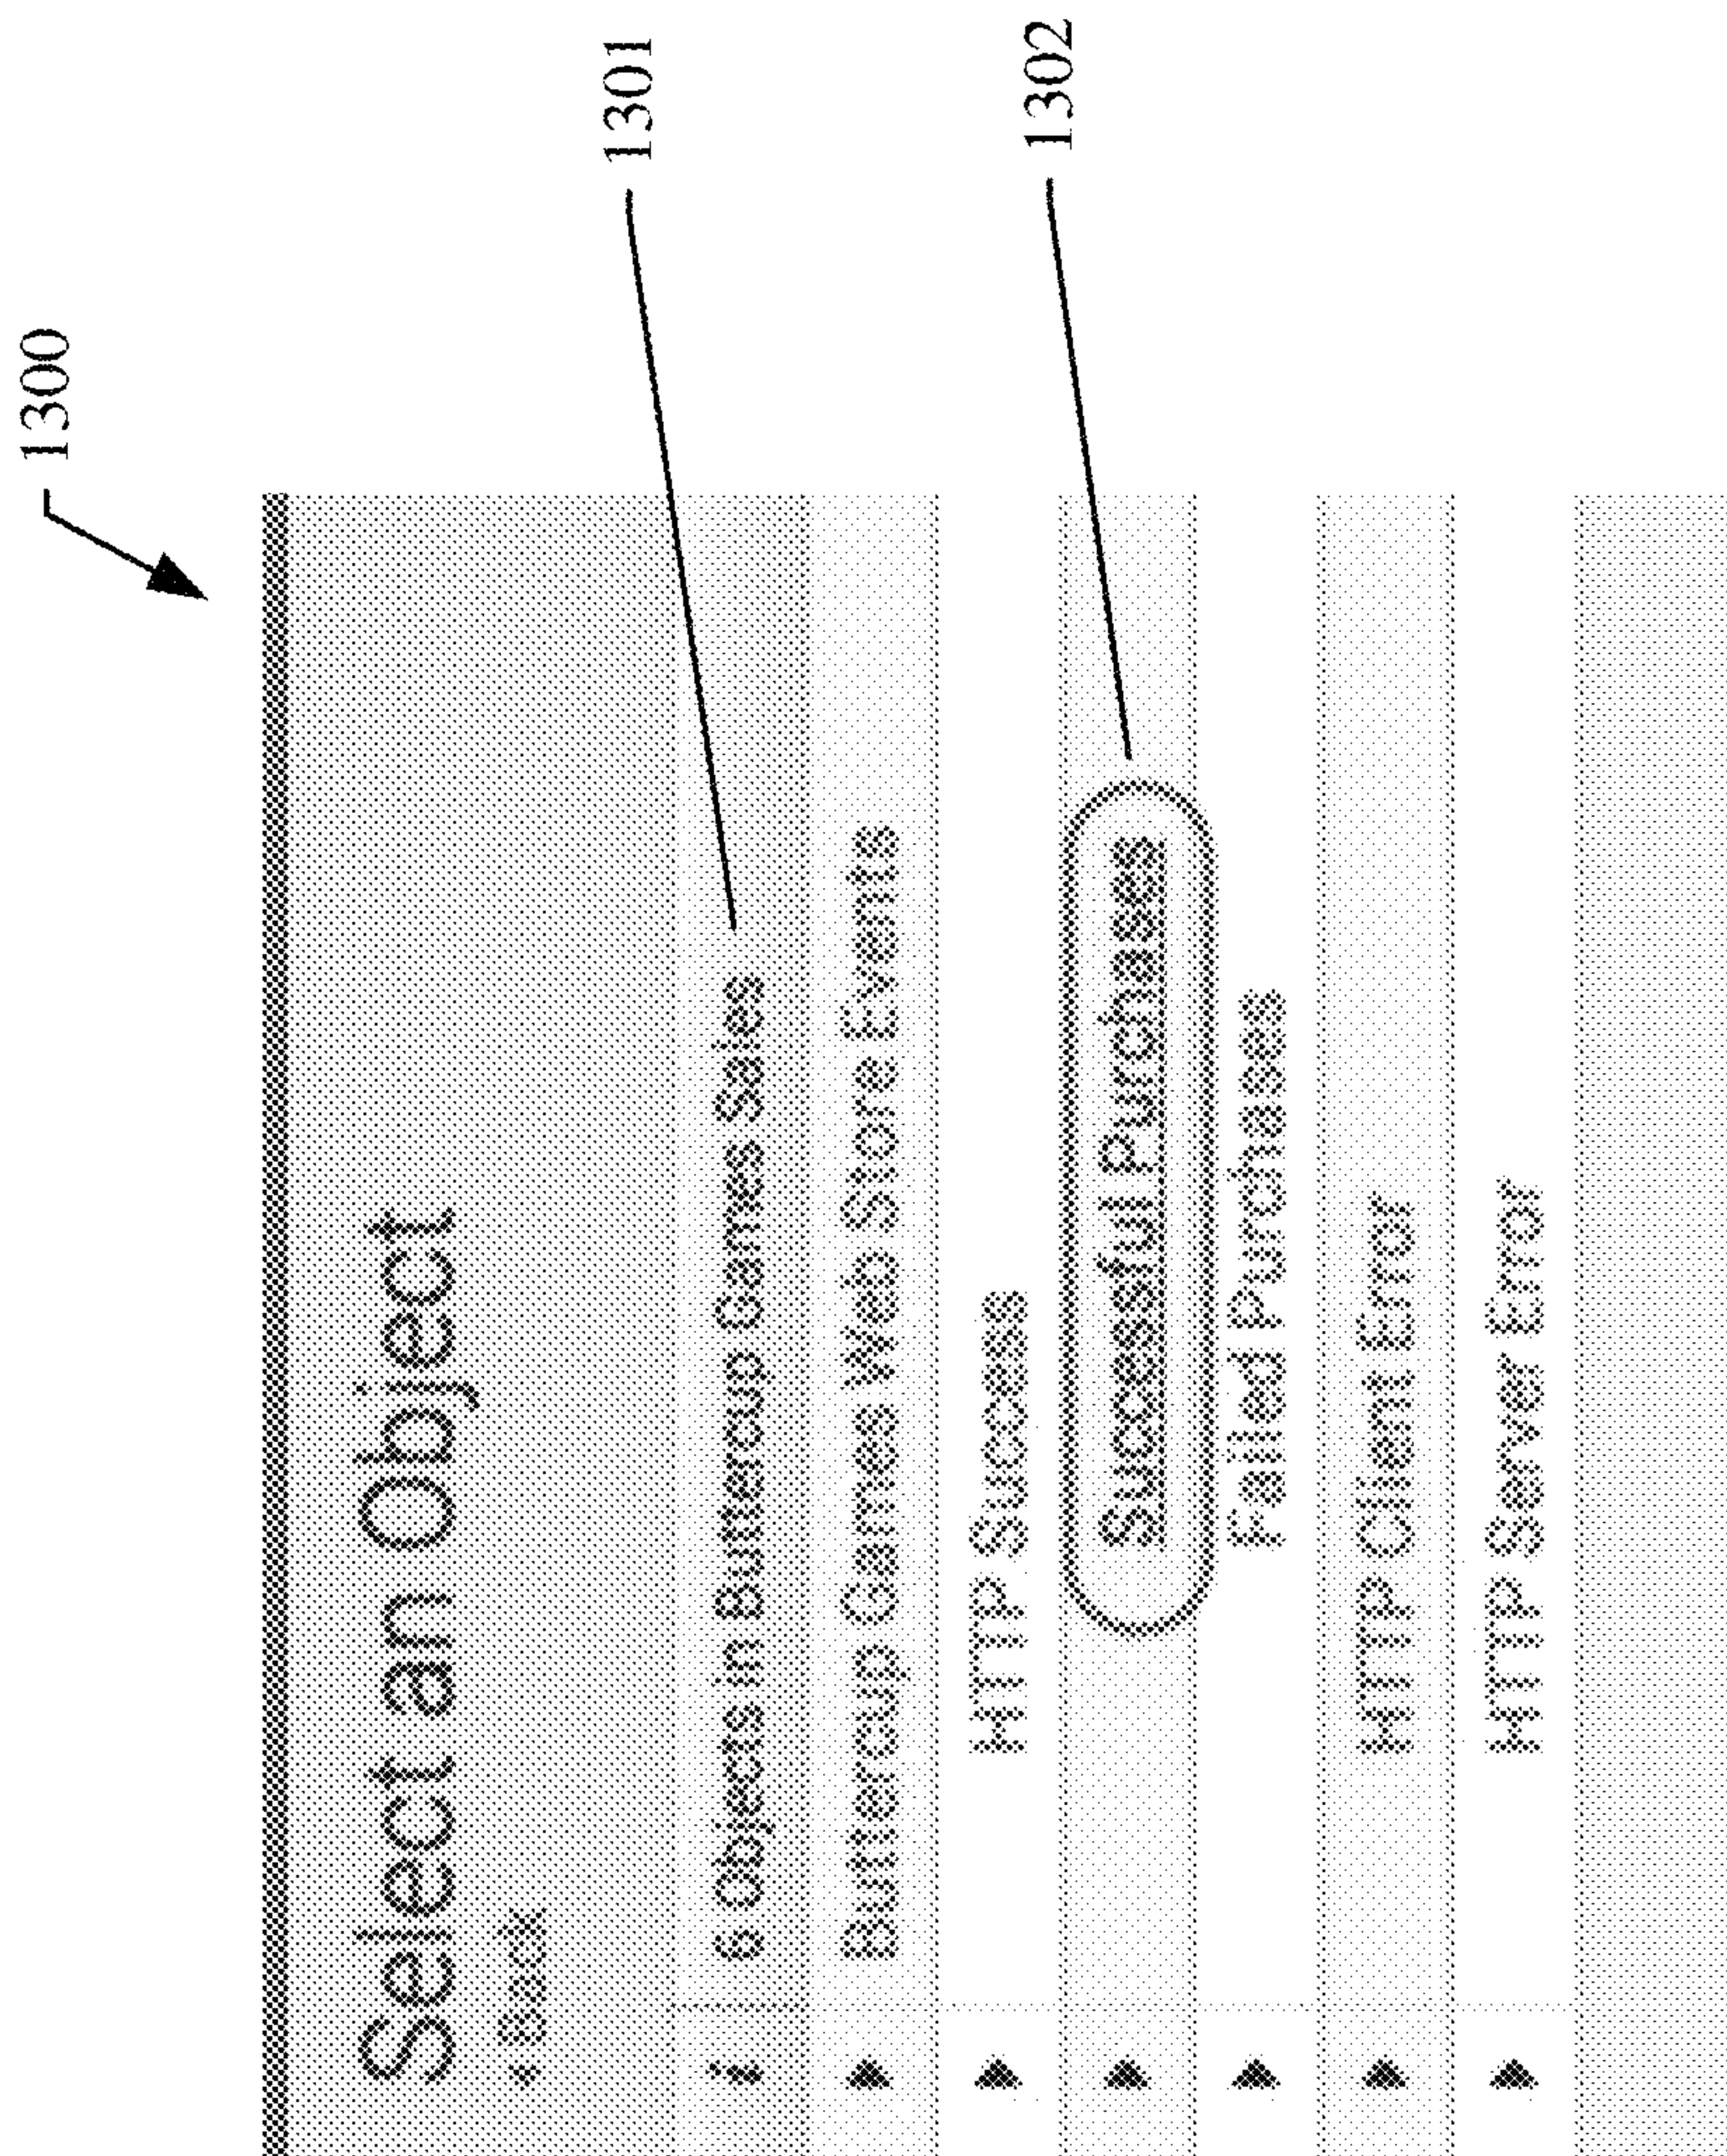 1300
Select an Object
Back
i 6 Objects in Buttercup Games Sales
1301
Buttercup Games Web Store Events
HTTP Success
Successful Purchases
1302
Failed Purchases
HTTP Client Error
HTTP Server Error